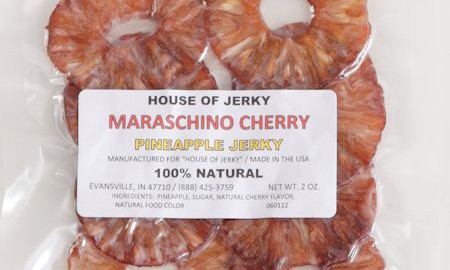 HOUSE OF JERKY
MARASCHINO CHERRY
PINEAPPLE JERKY
MANUFACTURED FOR "HOUSE OF JERKY" / MADE IN THE USA
100% NATURAL
EVANSVILLE, IN 47710 / (888) 425-3759 NET WT. 2 OZ.
INGREDIENTS: PINEAPPLE, SUGAR, NATURAL CHERRY FLAVOR,
NATURAL FOOD COLOR 060112